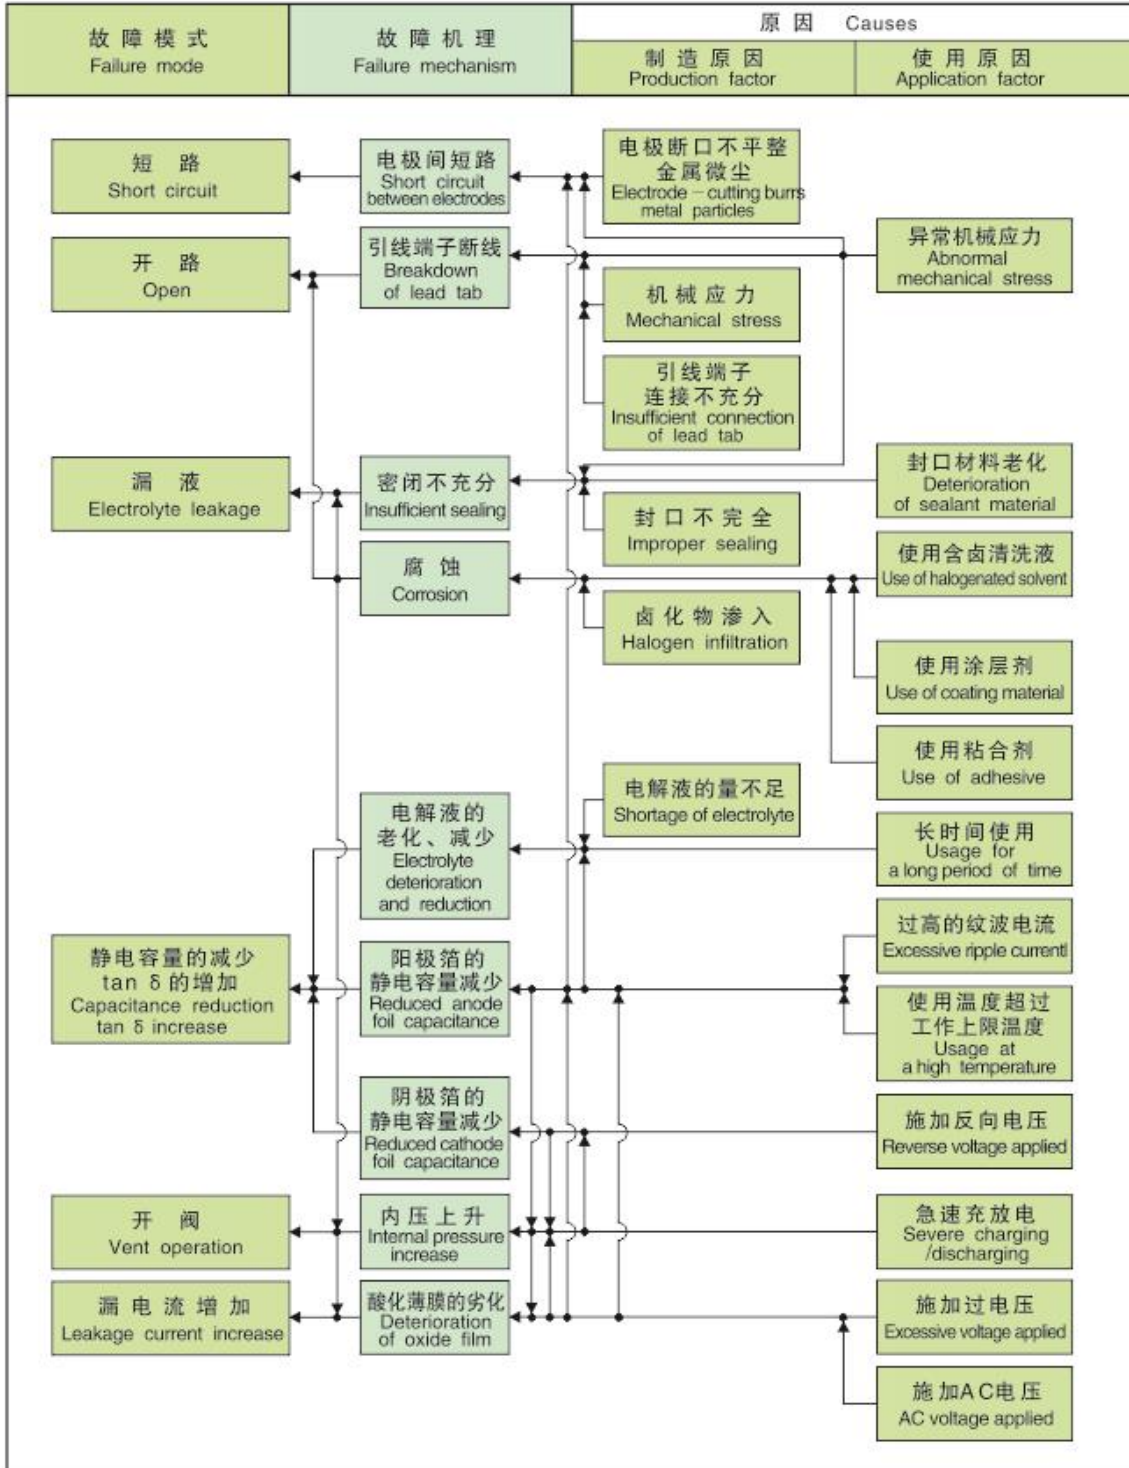 故障模式
Failure mode
故障机理
Failure mechanism
原因 Causes
制造原因
Production factor
使用原因
Application factor
短路
Short circuit
电极间短路
Short circuit
between electrodes
电极断口不平整
金属微尘
Electrode－cutting burrs
metal particles
异常机械应力
Abnormal
mechanical stress
开路
Open
引线端子断线
Breakdown
of lead tab
机械应力
Mechanical stress
引线端子
连接不充分
Insufficient connection
of lead tab
漏液
Electrolyte leakage
密闭不充分
Insufficient sealing
封口材料老化
Deterioration
of sealant material
封口不完全
Improper sealing
腐蚀
Corrosion
使用含卤清洗液
Use of halogenated solvent
卤化物渗入
Halogen infiltration
使用涂层剂
Use of coating material
使用粘合剂
Use of adhesive
电解液的量不足
Shortage of electrolyte
电解液的
老化、减少
Electrolyte
deterioration
and reduction
长时间使用
Usage for
a long period of time
过高的纹波电流
Excessive ripple currentl
静电容量的减少
tan δ 的增加
Capacitance reduction
tan δ increase
阳极箔的
静电容量减少
Reduced anode
foil capacitance
使用温度超过
工作上限温度
Usage at
a high temperature
阴极箔的
静电容量减少
Reduced cathode
foil capacitance
施加反向电压
Reverse voltage applied
开阀
Vent operation
内压上升
Internal pressure
increase
急速充放电
Severe charging
/discharging
漏电流增加
Leakage current increase
酸化薄膜的劣化
Deterioration
of oxide film
施加过电压
Excessive voltage applied
施加AC电压
AC voltage applied